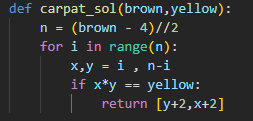 def carpat_sol(brown,yellow):
    n = (brown - 4)//2
    for i in range(n):
        x,y = i , n-i
        if x*y == yellow:
            return [y+2,x+2]